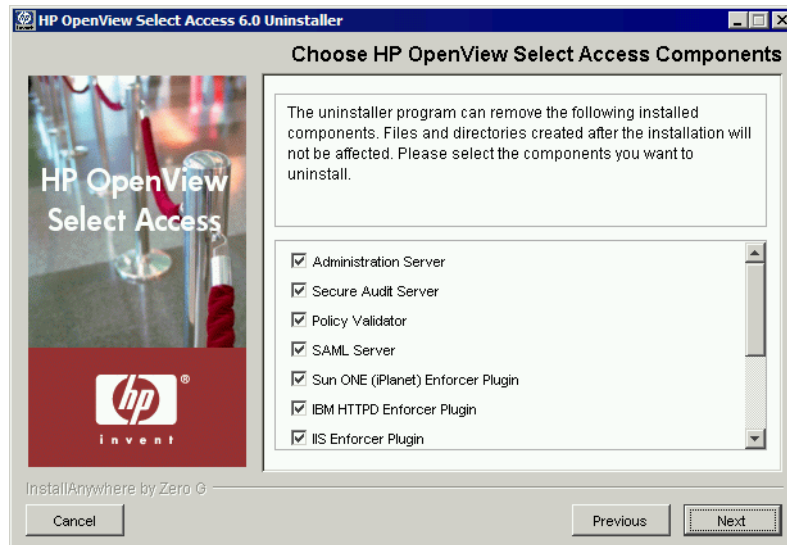 HP OpenView Select Access 6.0 Uninstaller
Choose HP OpenView Select Access Components
HP OpenView
Select Access
hp
®
invent
The uninstaller program can remove the following installed
components. Files and directories created after the installation will
not be affected. Please select the components you want to
uninstall.
Administration Server
Secure Audit Server
Policy Validator
SAML Server
Sun ONE (iPlanet) Enforcer Plugin
IBM HTTPD Enforcer Plugin
IIS Enforcer Plugin
InstallAnywhere by Zero G
Cancel
Previous
Next